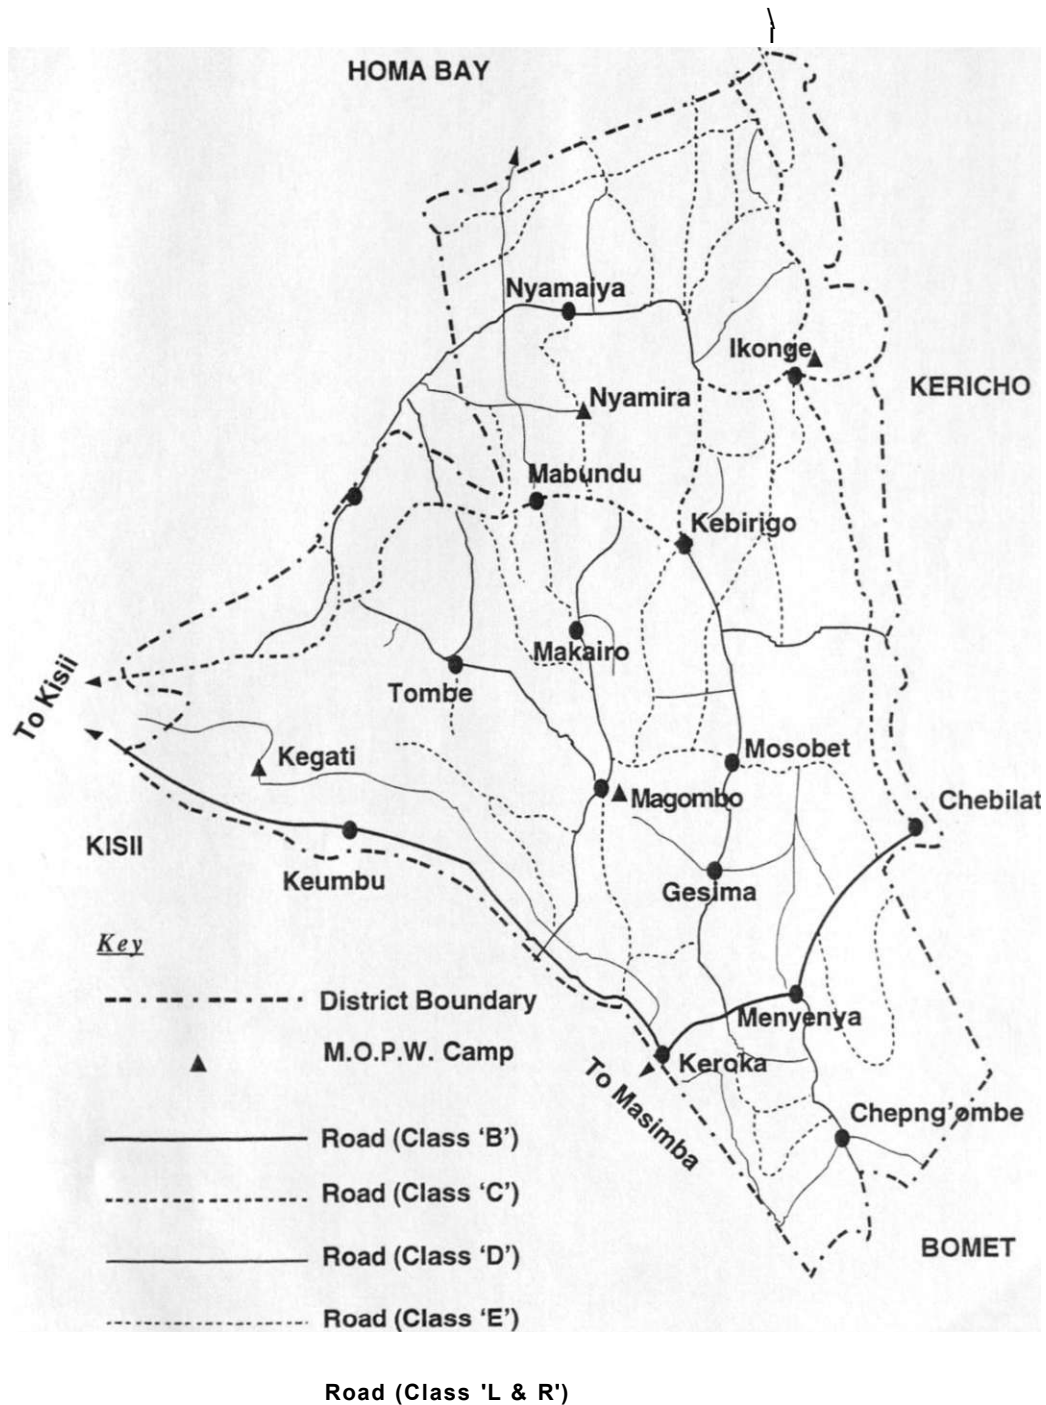 HOMA BAY
Nyamaiya
Ikonge
KERICHO
Nyamira
Mabundu
Kebirigo
Makairo
To Kisii
Tombe
Mosobet
Kegati
Magombo
Chebilat
KISII
Keumbu
Gesima
Key
District Boundary
Menyenya
M.O.P.W. Camp
Keroka
To Masimba
Chepng'ombe
Road (Class 'B')
Road (Class 'C')
BOMET
Road (Class 'D')
Road (Class 'E')
Road (Class 'L & R')